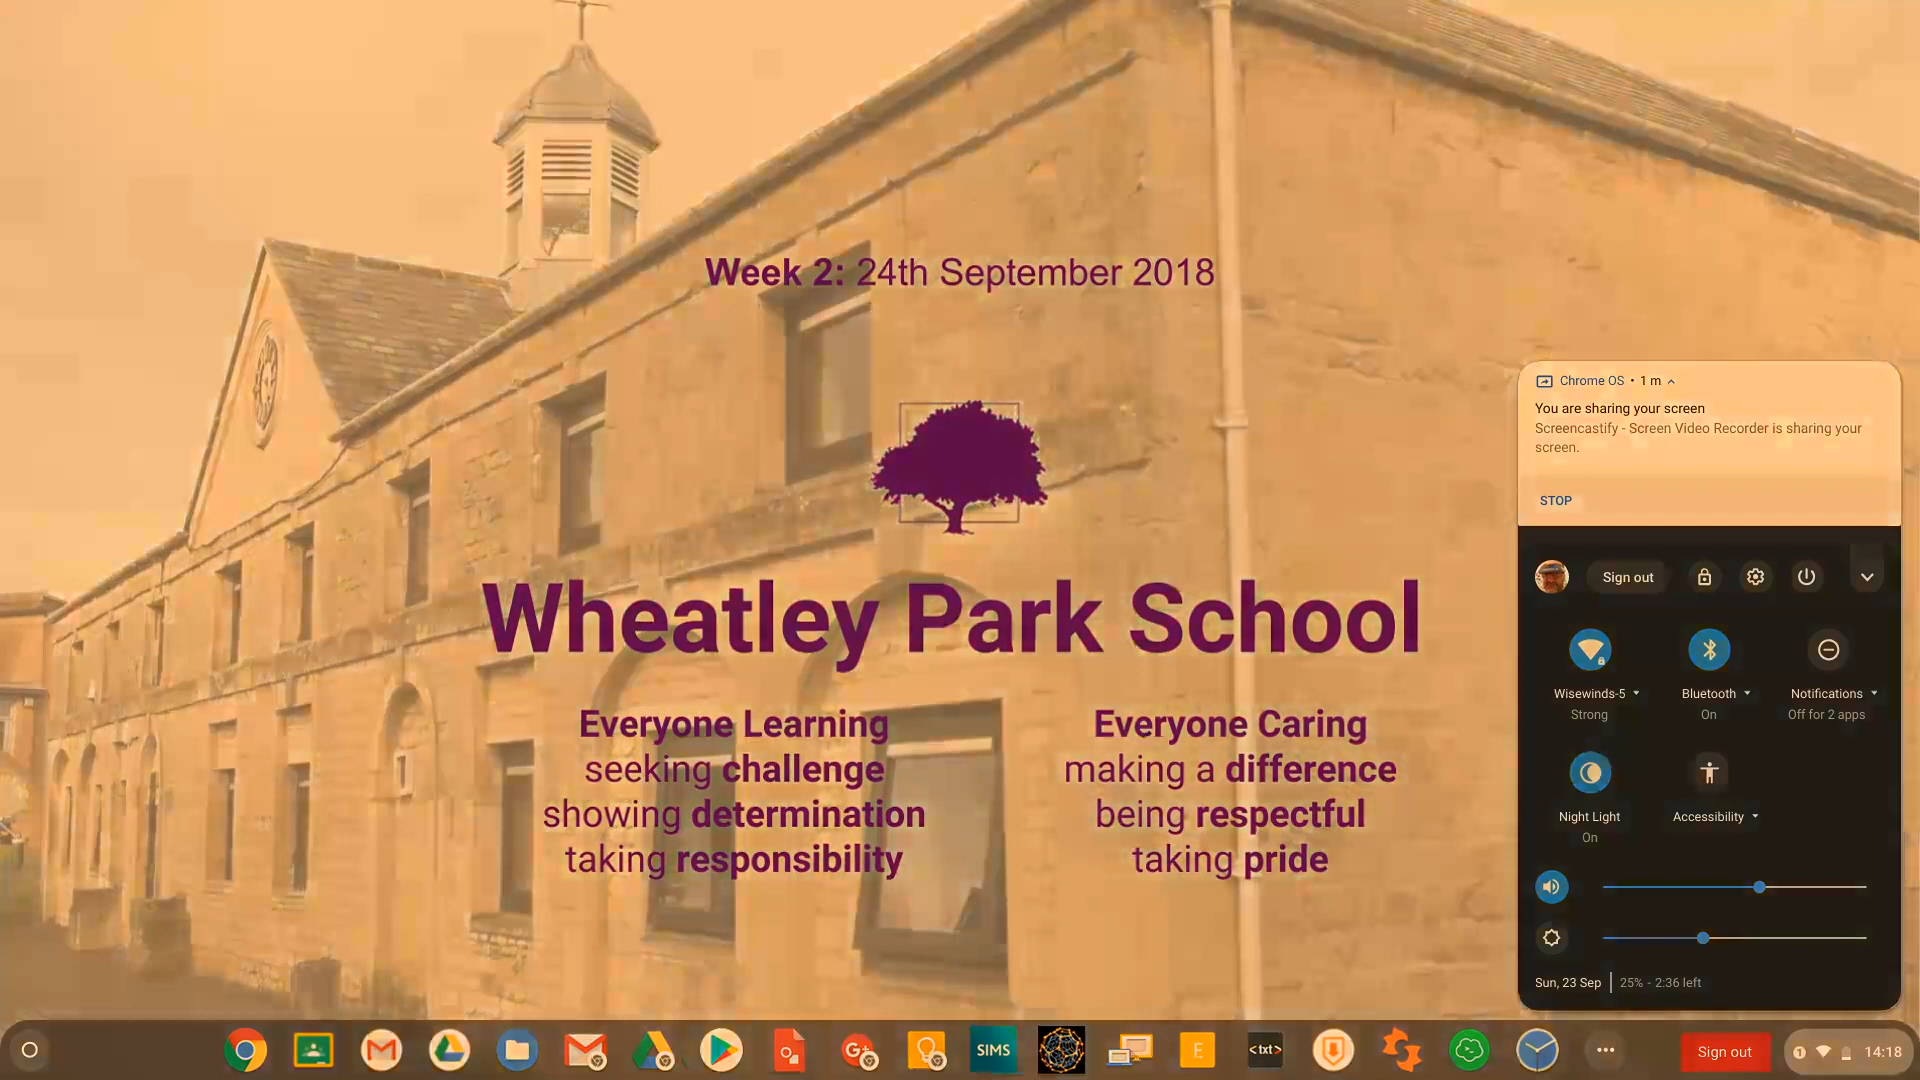 Week 2: 24th September 2018
Wheatley Park School
Everyone Learning
seeking challenge
showing determination
taking responsibility
Everyone Caring
making a difference
being respectful
taking pride
Chrome OS • 1 m
You are sharing your screen
Screencastify - Screen Video Recorder is sharing your
screen.
STOP
Sign out
Wisewinds-5
Strong
Bluetooth
On
Notifications
Off for 2 apps
Night Light
On
Accessibility
Sun, 23 Sep
25% - 2:36 left
SIMS
E
<txt>
Sign out
1
14:18